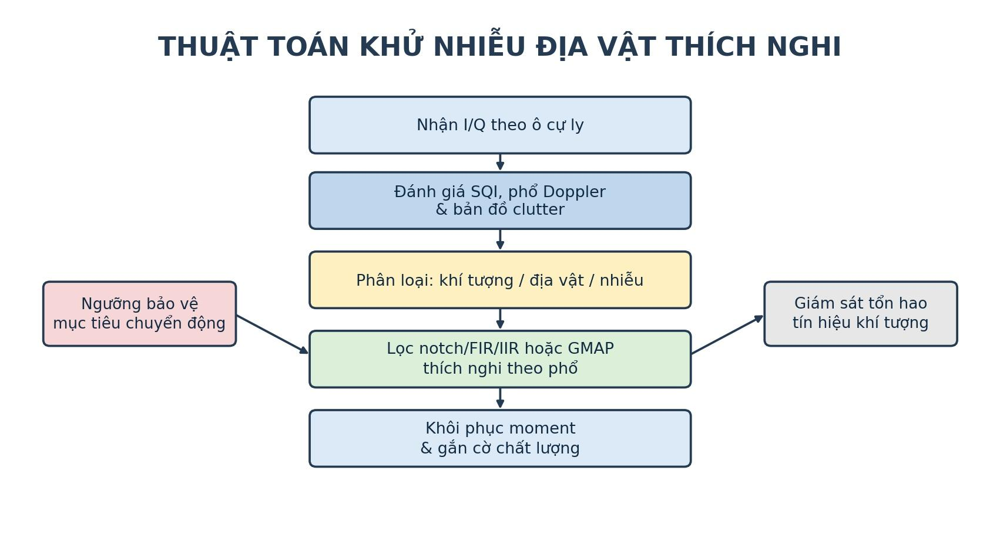 THUẬT TOÁN KHỬ NHIỄU ĐỊA VẬT THÍCH NGHI
Nhận I/Q theo ô cự ly
Đánh giá SQI, phổ Doppler
& bản đồ clutter
Phân loại: khí tượng / địa vật / nhiễu
Ngưỡng bảo vệ
mục tiêu chuyển động
Giám sát tổn hao
tín hiệu khí tượng
Lọc notch/FIR/IIR hoặc GMAP
thích nghi theo phổ
Khôi phục moment
& gắn cờ chất lượng